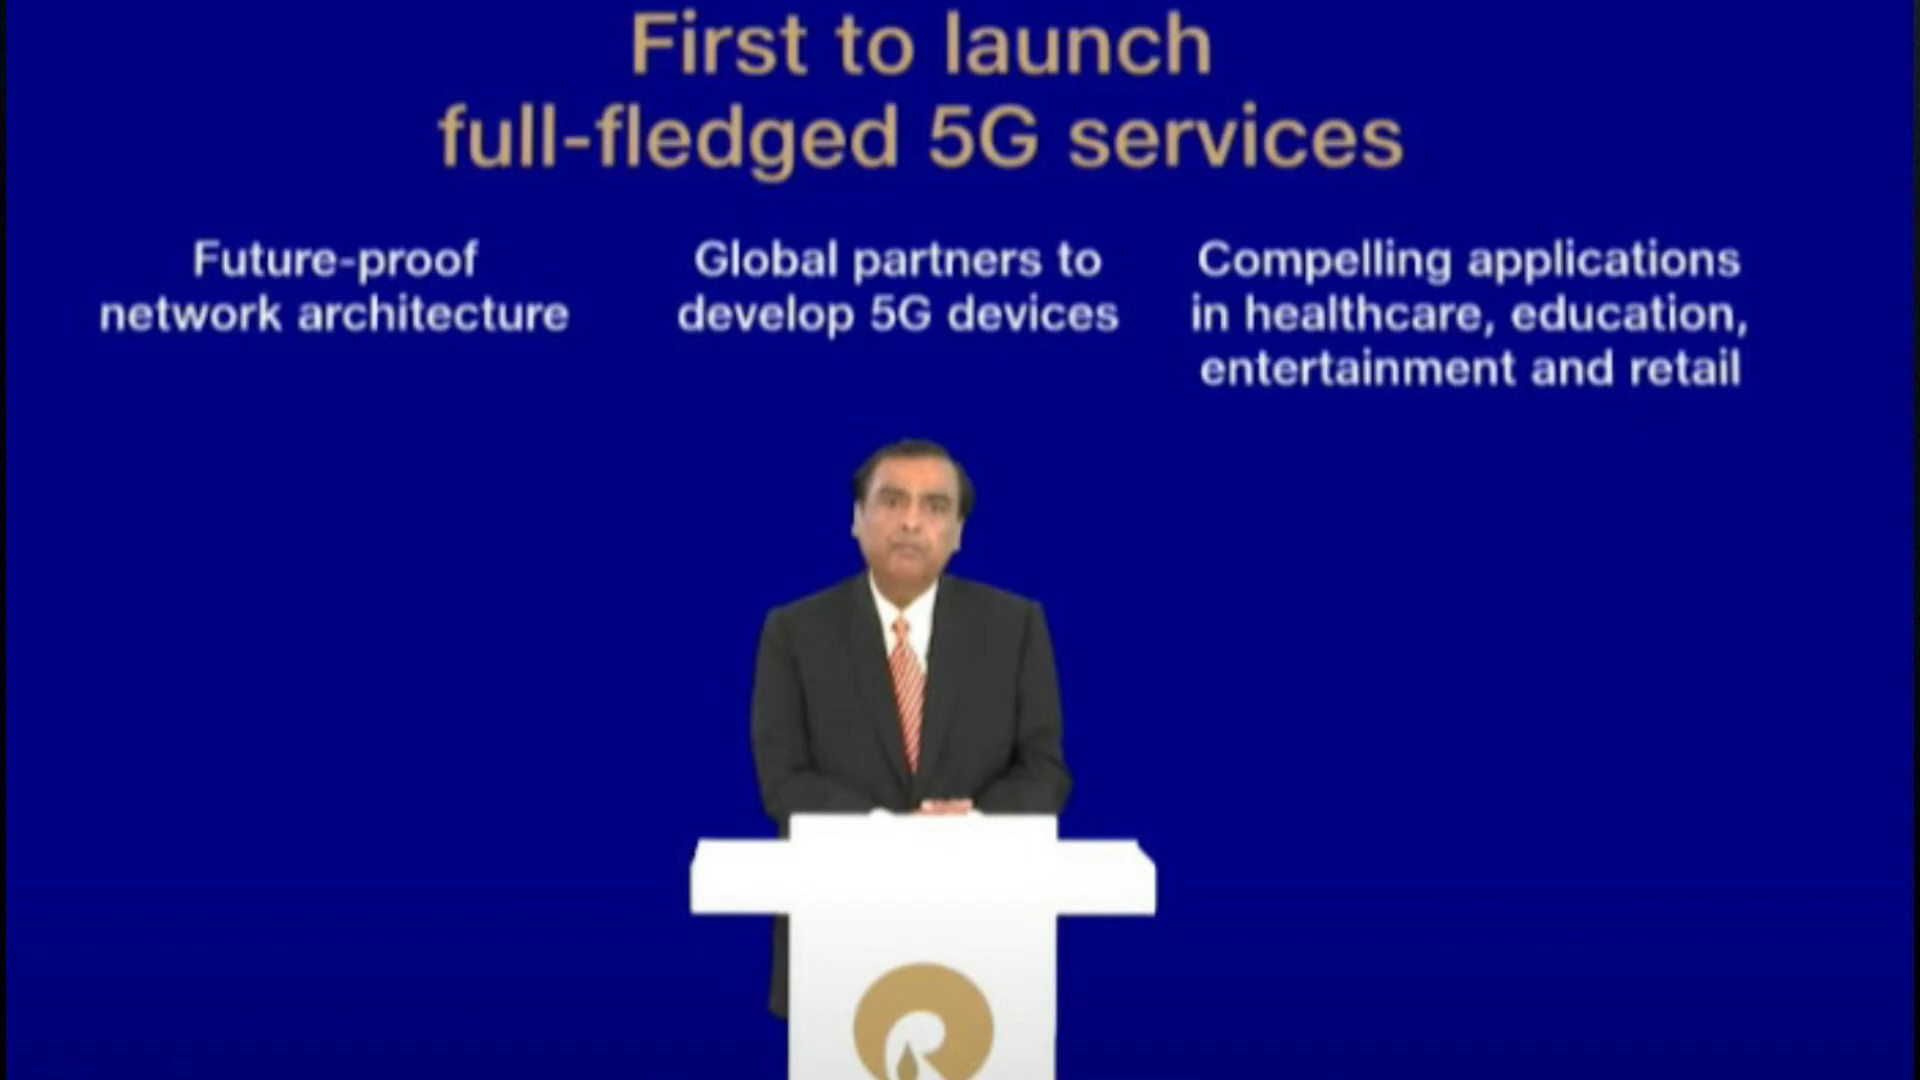 First to launch
full-fledged 5G services
Future-proof
network architecture
Global partners to
develop 5G devices
Compelling applications
in healthcare, education,
entertainment and retail